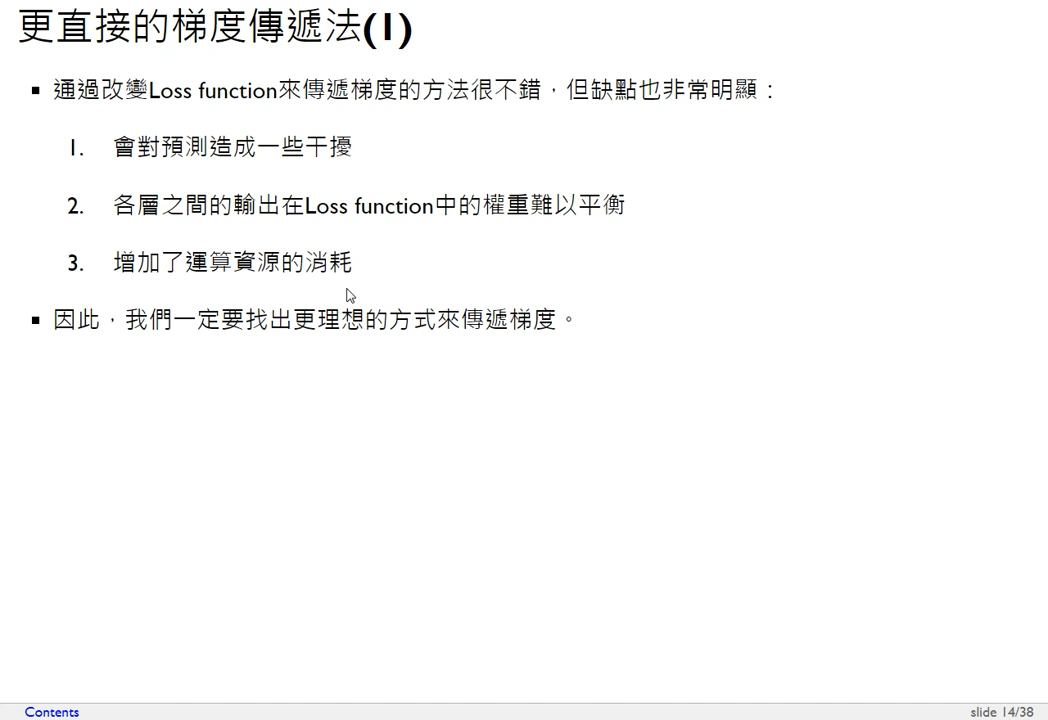 更直接的梯度傳遞法(1)
▪ 通過改變Loss function來傳遞梯度的方法很不錯，但缺點也非常明顯：
1. 會對預測造成一些干擾
2. 各層之間的輸出在Loss function中的權重難以平衡
3. 增加了運算資源的消耗
▪ 因此，我們一定要找出更理想的方式來傳遞梯度。
Contents
slide 14/38